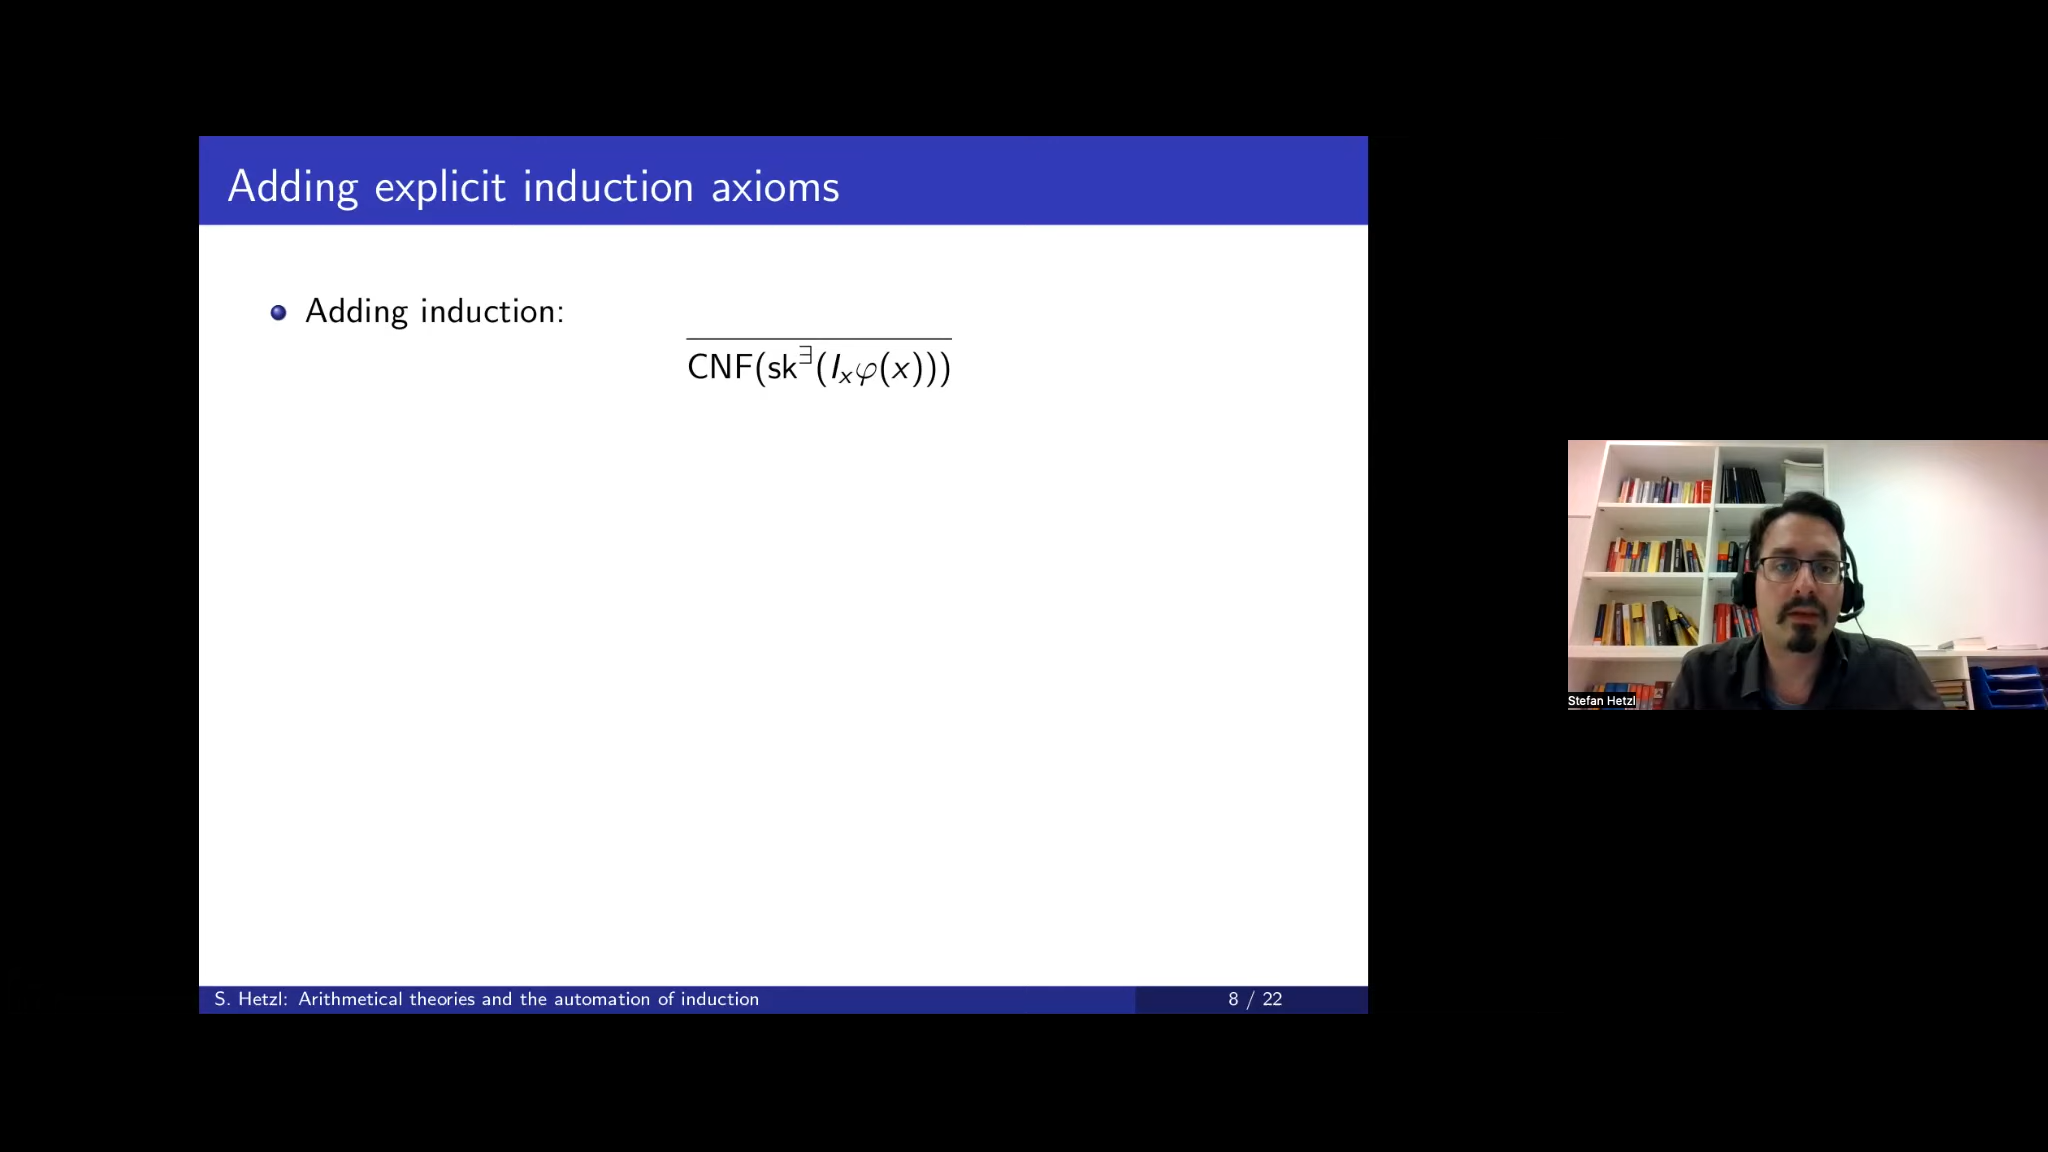 Adding explicit induction axioms
Adding induction:
CNF(sk∃(Ixφ(x)))
Stefan Hetzl
S. Hetzl: Arithmetical theories and the automation of induction
8 / 22